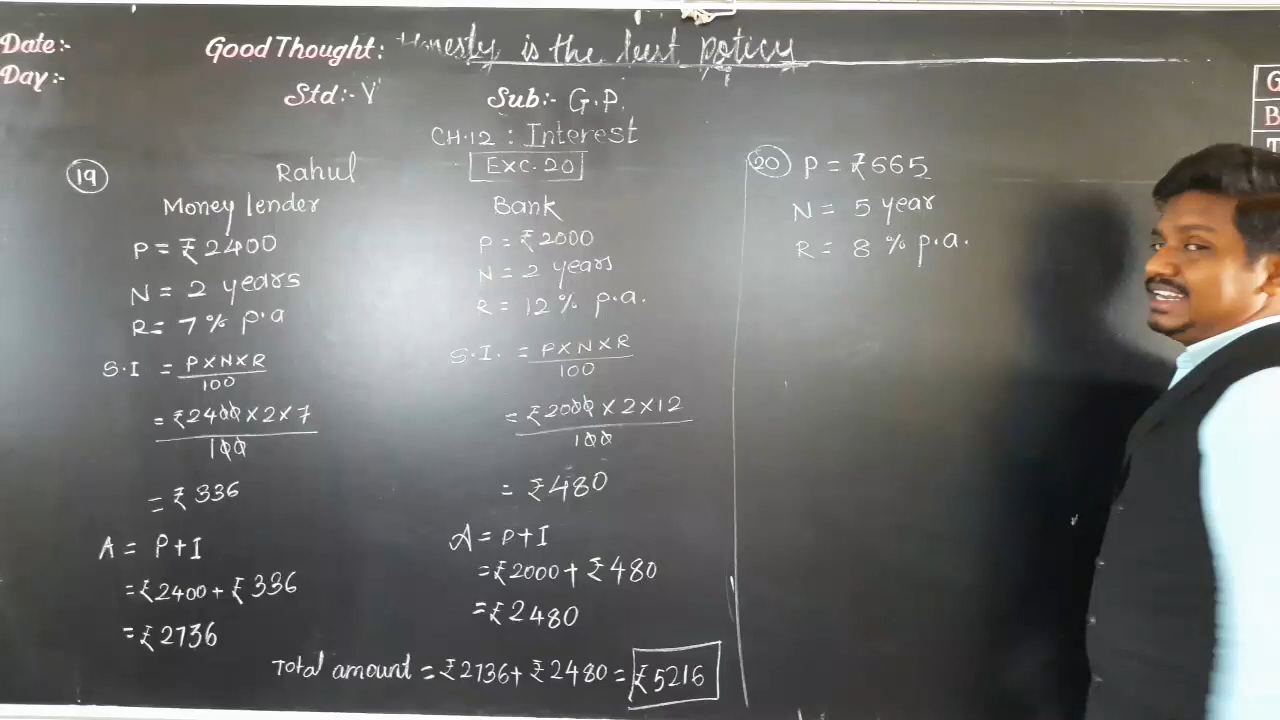 Date:-
Good Thought: Honesty is the best policy
Day:-
Std:- V
Sub:- G.P.
CH.12 : Interest
Exc.20
19
Rahul
Money lender
P = ₹2400
N = 2 years
R = 7% p.a
S.I = P×N×R
100
= ₹2400 × 2 × 7
100
= ₹336
A = P+I
= ₹2400 + ₹336
= ₹2736
Bank
P = ₹2000
N = 2 years
R = 12% p.a.
S.I. = P×N×R
100
= ₹2000 × 2 × 12
100
= ₹480
A = P+I
= ₹2000 + ₹480
= ₹2480
Total amount = ₹2736 + ₹2480 = ₹5216
20 P = ₹665
N = 5 year
R = 8 % p.a.
G
B
T